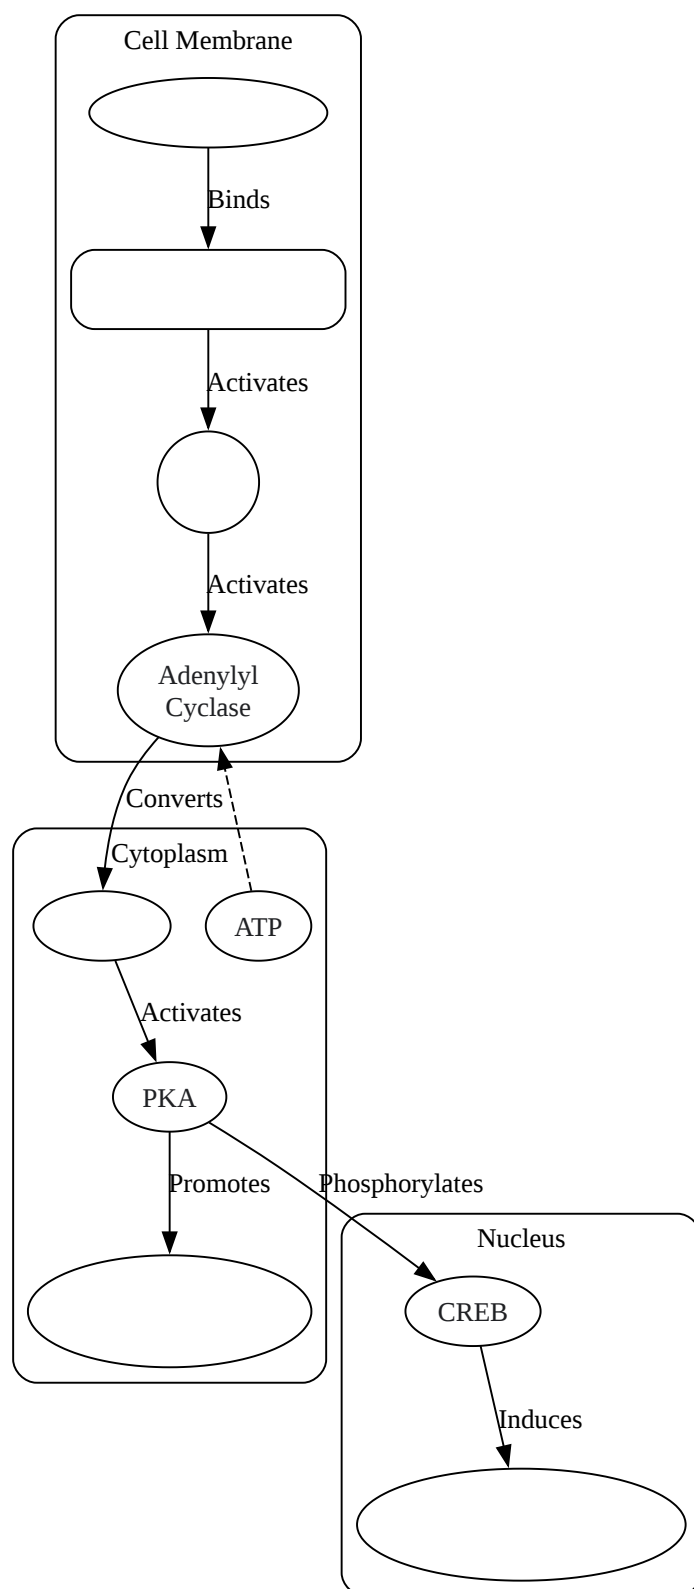 Cell Membrane
Binds
Activates
Activates
Adenylyl
Cyclase
Converts
Cytoplasm
ATP
Activates
PKA
Promotes
Phosphorylates
Nucleus
CREB
Induces